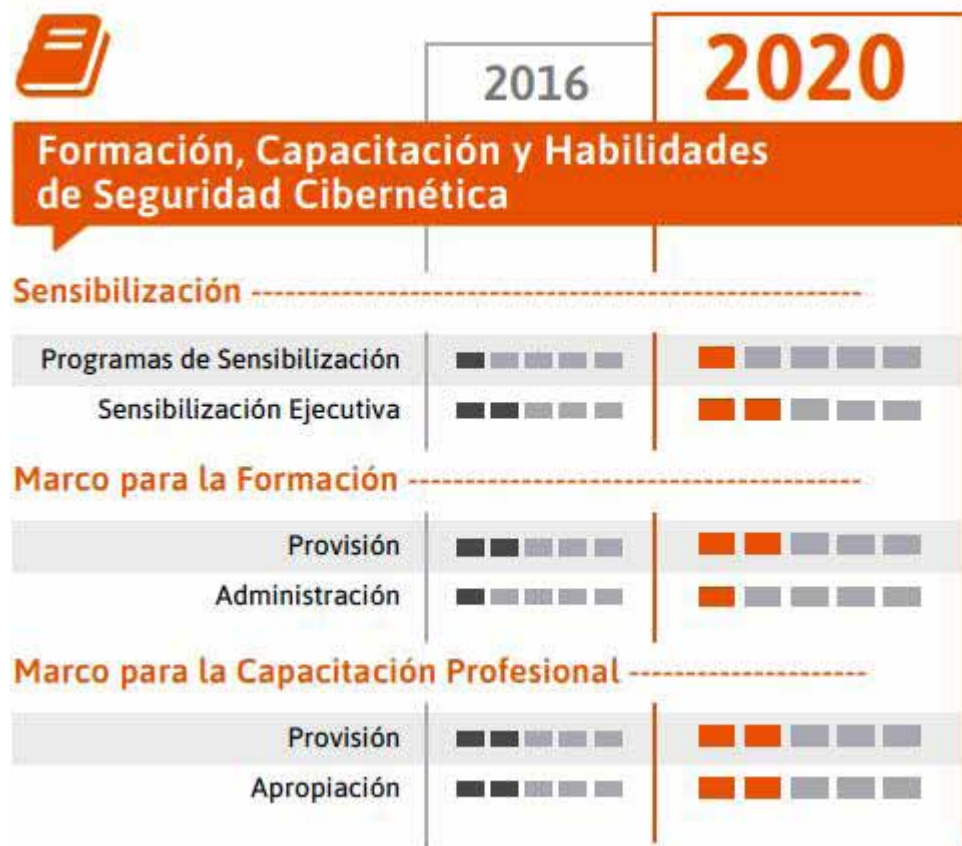 2016
2020
Formación, Capacitación y Habilidades
de Seguridad Cibernética
Sensibilización
Programas de Sensibilización
Sensibilización Ejecutiva
Marco para la Formación
Provisión
Administración
Marco para la Capacitación Profesional
Provisión
Apropiación